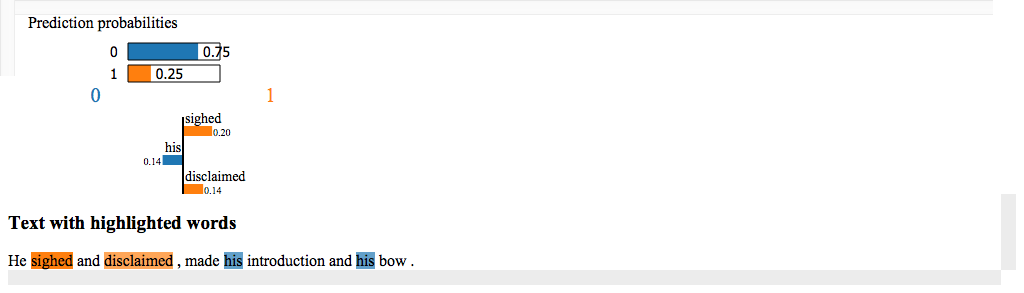 Prediction probabilities
0 0.75
1 0.25
0 1
sighed
0.20
his
0.14
disclaimed
0.14
Text with highlighted words
He sighed and disclaimed , made his introduction and his bow .